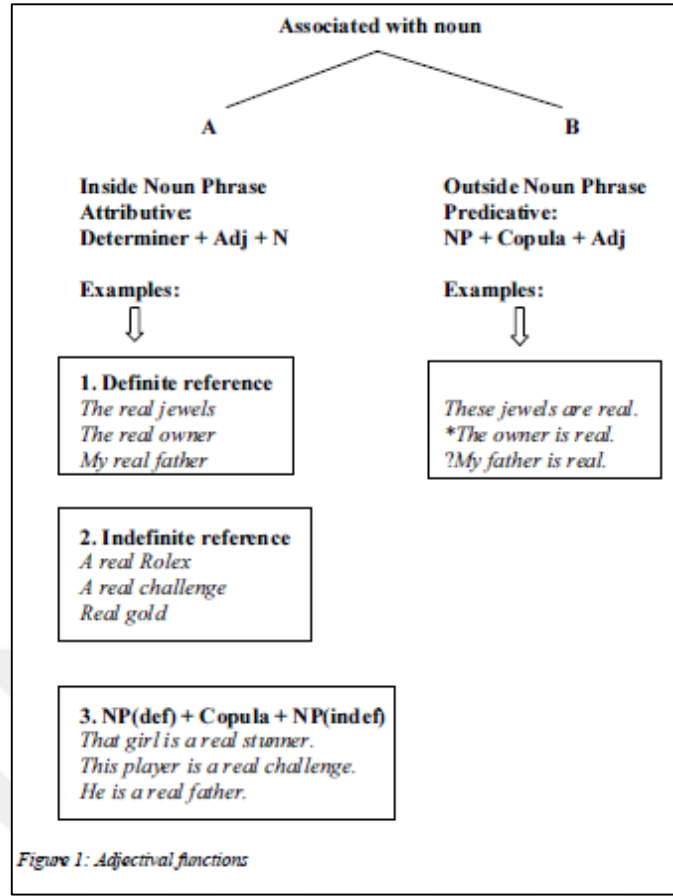 Associated with noun
A
B
Inside Noun Phrase
Attributive:
Determiner + Adj + N
Examples:
Outside Noun Phrase
Predicative:
NP + Copula + Adj
Examples:
1. Definite reference
The real jewels
The real owner
My real father
These jewels are real.
*The owner is real.
?My father is real.
2. Indefinite reference
A real Rolex
A real challenge
Real gold
3. NP(def) + Copula + NP(indef)
That girl is a real stunner.
This player is a real challenge.
He is a real father.
Figure 1: Adjectival functions